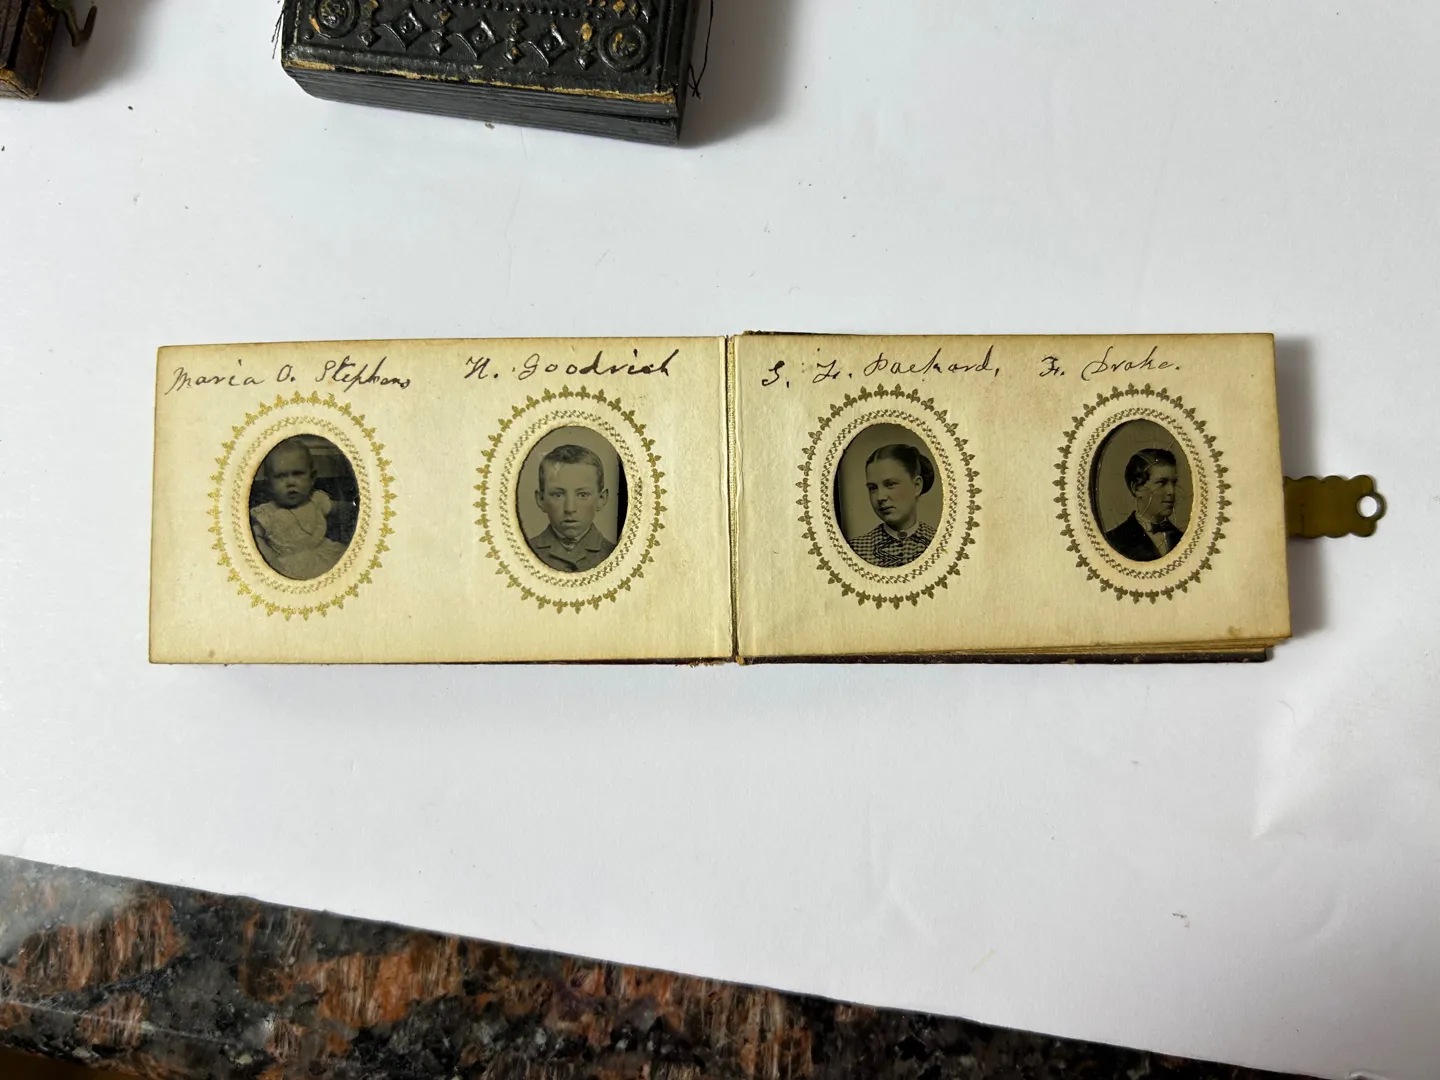 Maria O. Stephens
H. Goodrich
S. L. Packard,
F. Drake.